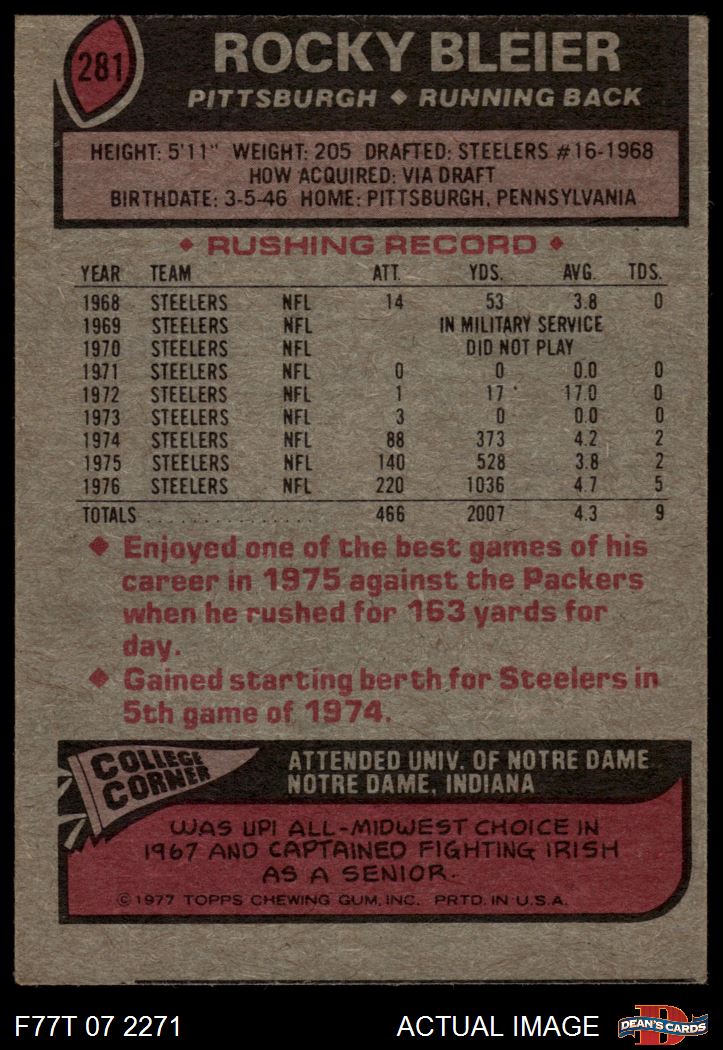 281
ROCKY BLEIER
PITTSBURGH ◆ RUNNING BACK
HEIGHT: 5'11" WEIGHT: 205 DRAFTED: STEELERS #16-1968
HOW ACQUIRED: VIA DRAFT
BIRTHDATE: 3-5-46 HOME: PITTSBURGH, PENNSYLVANIA
◆ RUSHING RECORD ◆
YEAR TEAM ATT. YDS. AVG. TDS.
1968 STEELERS NFL 14 53 3.8 0
1969 STEELERS NFL IN MILITARY SERVICE
1970 STEELERS NFL DID NOT PLAY
1971 STEELERS NFL 0 0 0.0 0
1972 STEELERS NFL 1 17 17.0 0
1973 STEELERS NFL 3 0 0.0 0
1974 STEELERS NFL 88 373 4.2 2
1975 STEELERS NFL 140 528 3.8 2
1976 STEELERS NFL 220 1036 4.7 5
TOTALS . . . . . . . . . . . . . . . . 466 2007 4.3 9
◆ Enjoyed one of the best games of his
career in 1975 against the Packers
when he rushed for 163 yards for
day.
◆ Gained starting berth for Steelers in
5th game of 1974.
COLLEGE
CORNER
ATTENDED UNIV. OF NOTRE DAME
NOTRE DAME, INDIANA
WAS UPI ALL-MIDWEST CHOICE IN
1967 AND CAPTAINED FIGHTING IRISH
AS A SENIOR.
©1977 TOPPS CHEWING GUM, INC. PRTD. IN U.S.A.
F77T 07 2271 ACTUAL IMAGE D DEAN'S CARDS